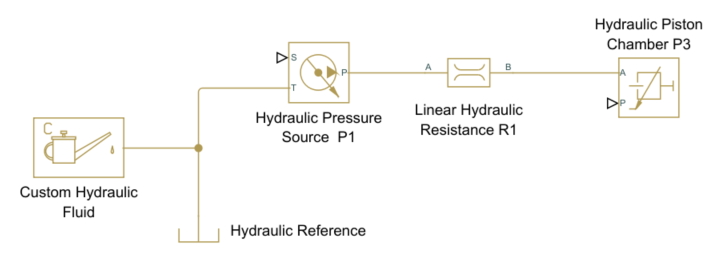 Hydraulic Piston
Chamber P3
S
P
T
A
B
A
P
Hydraulic Pressure
Source P1
Linear Hydraulic
Resistance R1
C
Custom Hydraulic
Fluid
Hydraulic Reference